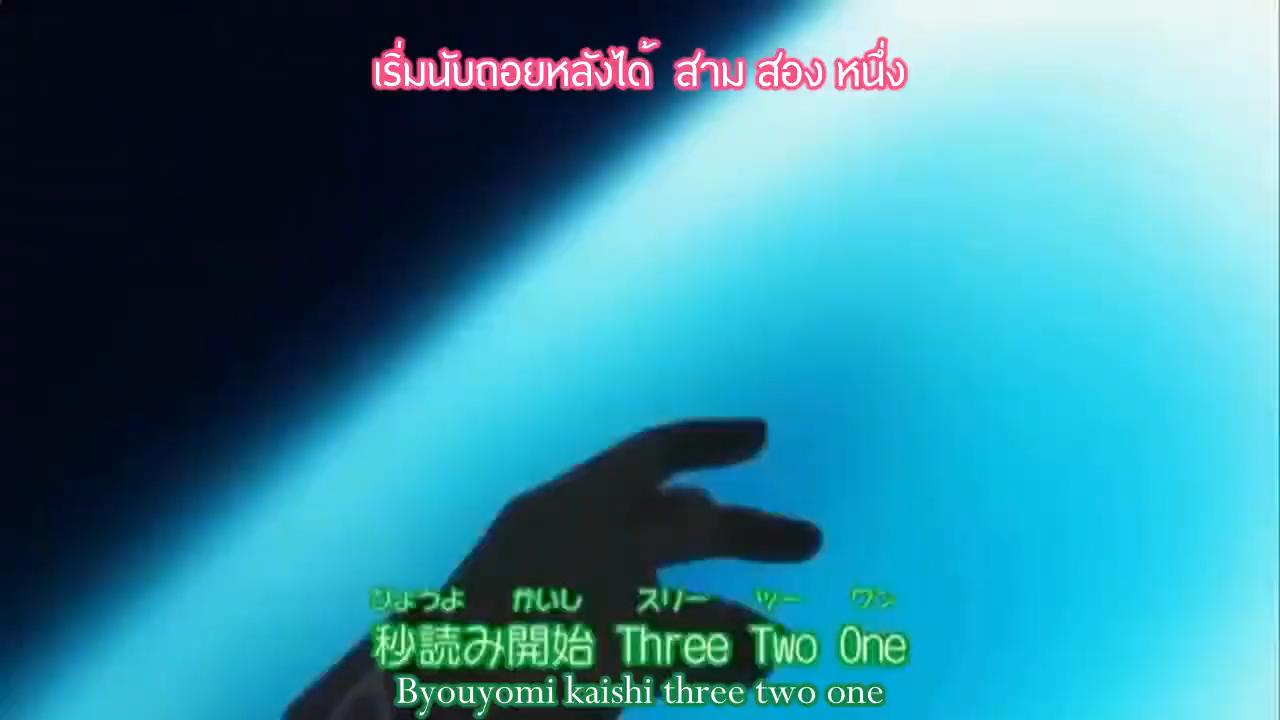 เริ่มนับถอยหลังได้ สาม สอง หนึ่ง
びょうよ かいし スリー ツー ワン
秒読み開始 Three Two One
Byouyomi kaishi three two one